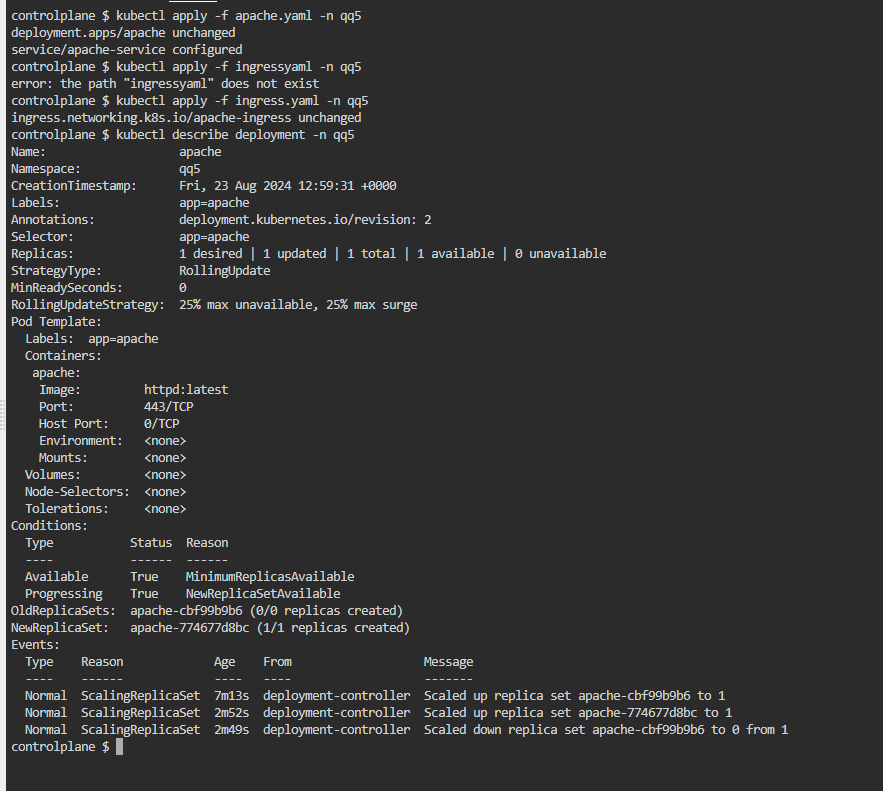 controlplane $ kubectl apply -f apache.yaml -n qq5
deployment.apps/apache unchanged
service/apache-service configured
controlplane $ kubectl apply -f ingressyaml -n qq5
error: the path "ingressyaml" does not exist
controlplane $ kubectl apply -f ingress.yaml -n qq5
ingress.networking.k8s.io/apache-ingress unchanged
controlplane $ kubectl describe deployment -n qq5
Name:                   apache
Namespace:              qq5
CreationTimestamp:      Fri, 23 Aug 2024 12:59:31 +0000
Labels:                 app=apache
Annotations:            deployment.kubernetes.io/revision: 2
Selector:               app=apache
Replicas:               1 desired | 1 updated | 1 total | 1 available | 0 unavailable
StrategyType:           RollingUpdate
MinReadySeconds:        0
RollingUpdateStrategy:  25% max unavailable, 25% max surge
Pod Template:
  Labels:  app=apache
  Containers:
   apache:
    Image:         httpd:latest
    Port:          443/TCP
    Host Port:     0/TCP
    Environment:   <none>
    Mounts:        <none>
  Volumes:         <none>
  Node-Selectors:  <none>
  Tolerations:     <none>
Conditions:
  Type           Status  Reason
  ----           ------  ------
  Available      True    MinimumReplicasAvailable
  Progressing    True    NewReplicaSetAvailable
OldReplicaSets:  apache-cbf99b9b6 (0/0 replicas created)
NewReplicaSet:   apache-774677d8bc (1/1 replicas created)
Events:
  Type    Reason             Age    From                   Message
  ----    ------             ----   ----                   -------
  Normal  ScalingReplicaSet  7m13s  deployment-controller  Scaled up replica set apache-cbf99b9b6 to 1
  Normal  ScalingReplicaSet  2m52s  deployment-controller  Scaled up replica set apache-774677d8bc to 1
  Normal  ScalingReplicaSet  2m49s  deployment-controller  Scaled down replica set apache-cbf99b9b6 to 0 from 1
controlplane $